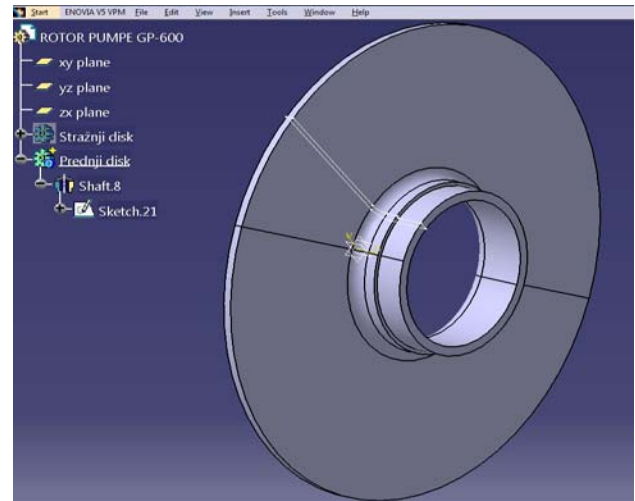 Start ENOVIA V5 VPM File Edit View Insert Tools Window Help
ROTOR PUMPE GP-600
xy plane
yz plane
zx plane
Stražnji disk
Prednji disk
Shaft.8
Sketch.21